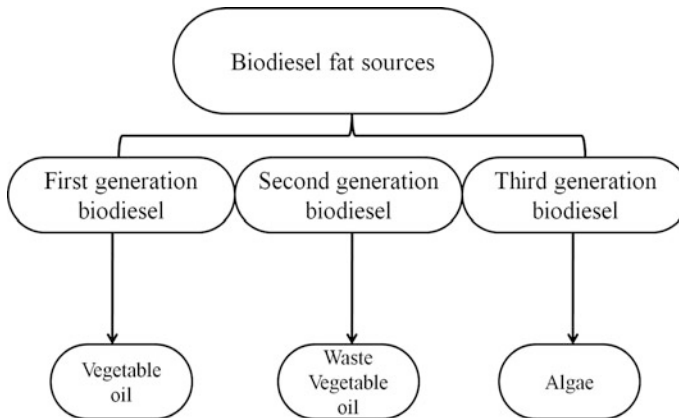 Biodiesel fat sources
First generation
biodiesel
Second generation
biodiesel
Third generation
biodiesel
Vegetable
oil
Waste
Vegetable
oil
Algae